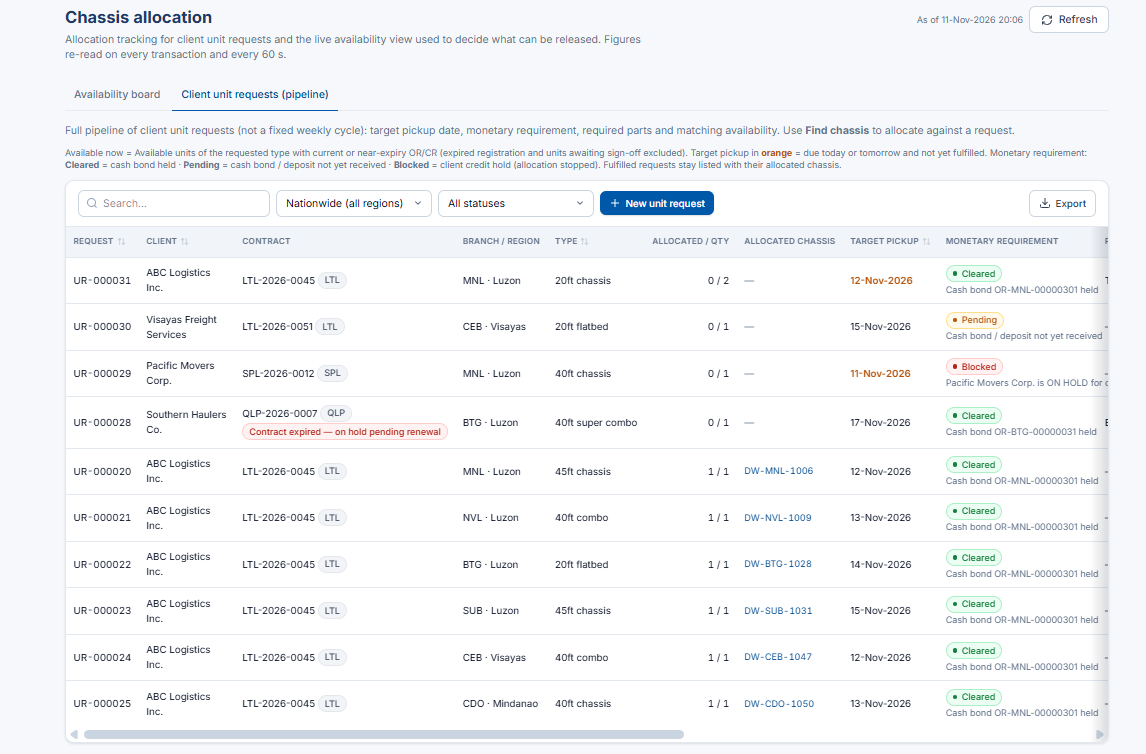 Chassis allocation
As of 11-Nov-2026 20:06
Refresh
Allocation tracking for client unit requests and the live availability view used to decide what can be released. Figures
re-read on every transaction and every 60 s.
Availability board
Client unit requests (pipeline)
Full pipeline of client unit requests (not a fixed weekly cycle): target pickup date, monetary requirement, required parts and matching availability. Use Find chassis to allocate against a request.
Available now = Available units of the requested type with current or near-expiry OR/CR (expired registration and units awaiting sign-off excluded). Target pickup in orange = due today or tomorrow and not yet fulfilled. Monetary requirement:
Cleared = cash bond held · Pending = cash bond / deposit not yet received · Blocked = client credit hold (allocation stopped). Fulfilled requests stay listed with their allocated chassis.
Search...
Nationwide (all regions)
All statuses
+ New unit request
Export
REQUEST CLIENT CONTRACT BRANCH / REGION TYPE ALLOCATED / QTY ALLOCATED CHASSIS TARGET PICKUP MONETARY REQUIREMENT
UR-000031 ABC Logistics Inc. LTL-2026-0045 LTL MNL · Luzon 20ft chassis 0 / 2 — 12-Nov-2026 Cleared
Cash bond OR-MNL-00000301 held
UR-000030 Visayas Freight Services LTL-2026-0051 LTL CEB · Visayas 20ft flatbed 0 / 1 — 15-Nov-2026 Pending
Cash bond / deposit not yet received
UR-000029 Pacific Movers Corp. SPL-2026-0012 SPL MNL · Luzon 40ft chassis 0 / 1 — 11-Nov-2026 Blocked
Pacific Movers Corp. is ON HOLD for
UR-000028 Southern Haulers Co. QLP-2026-0007 QLP BTG · Luzon 40ft super combo 0 / 1 — 17-Nov-2026 Cleared
Contract expired — on hold pending renewal
Cash bond OR-BTG-00000031 held
UR-000020 ABC Logistics Inc. LTL-2026-0045 LTL MNL · Luzon 45ft chassis 1 / 1 DW-MNL-1006 12-Nov-2026 Cleared
Cash bond OR-MNL-00000301 held
UR-000021 ABC Logistics Inc. LTL-2026-0045 LTL NVL · Luzon 40ft combo 1 / 1 DW-NVL-1009 13-Nov-2026 Cleared
Cash bond OR-MNL-00000301 held
UR-000022 ABC Logistics Inc. LTL-2026-0045 LTL BTG · Luzon 20ft flatbed 1 / 1 DW-BTG-1028 14-Nov-2026 Cleared
Cash bond OR-MNL-00000301 held
UR-000023 ABC Logistics Inc. LTL-2026-0045 LTL SUB · Luzon 45ft chassis 1 / 1 DW-SUB-1031 15-Nov-2026 Cleared
Cash bond OR-MNL-00000301 held
UR-000024 ABC Logistics Inc. LTL-2026-0045 LTL CEB · Visayas 40ft combo 1 / 1 DW-CEB-1047 12-Nov-2026 Cleared
Cash bond OR-MNL-00000301 held
UR-000025 ABC Logistics Inc. LTL-2026-0045 LTL CDO · Mindanao 40ft chassis 1 / 1 DW-CDO-1050 13-Nov-2026 Cleared
Cash bond OR-MNL-00000301 held